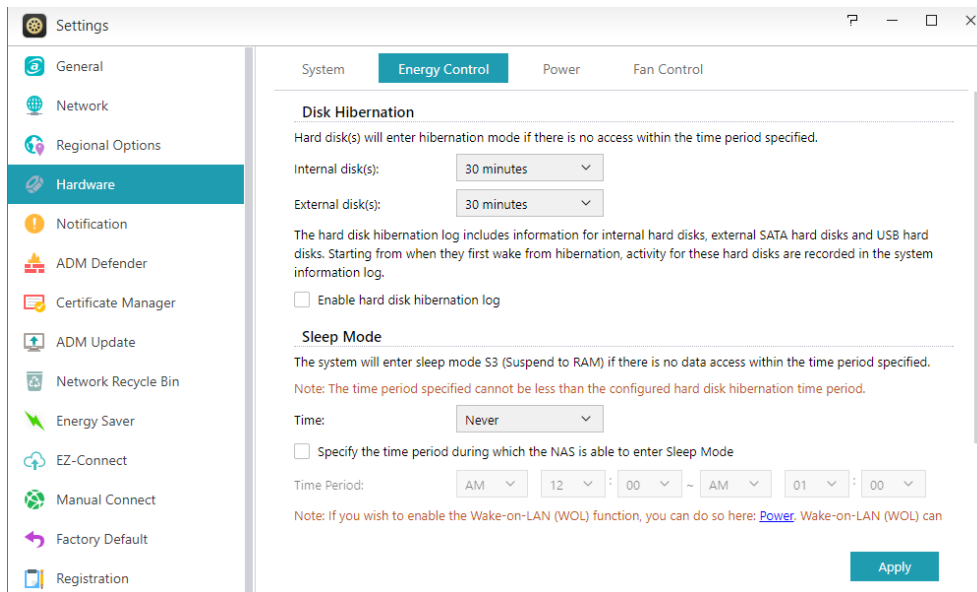 Settings
General
Network
Regional Options
Hardware
Notification
ADM Defender
Certificate Manager
ADM Update
Network Recycle Bin
Energy Saver
EZ-Connect
Manual Connect
Factory Default
Registration
System Energy Control Power Fan Control
Disk Hibernation
Hard disk(s) will enter hibernation mode if there is no access within the time period specified.
Internal disk(s): 30 minutes
External disk(s): 30 minutes
The hard disk hibernation log includes information for internal hard disks, external SATA hard disks and USB hard
disks. Starting from when they first wake from hibernation, activity for these hard disks are recorded in the system
information log.
Enable hard disk hibernation log
Sleep Mode
The system will enter sleep mode S3 (Suspend to RAM) if there is no data access within the time period specified.
Note: The time period specified cannot be less than the configured hard disk hibernation time period.
Time: Never
Specify the time period during which the NAS is able to enter Sleep Mode
Time Period: AM 12 : 00 ~ AM 01 : 00
Note: If you wish to enable the Wake-on-LAN (WOL) function, you can do so here: Power. Wake-on-LAN (WOL) can
Apply